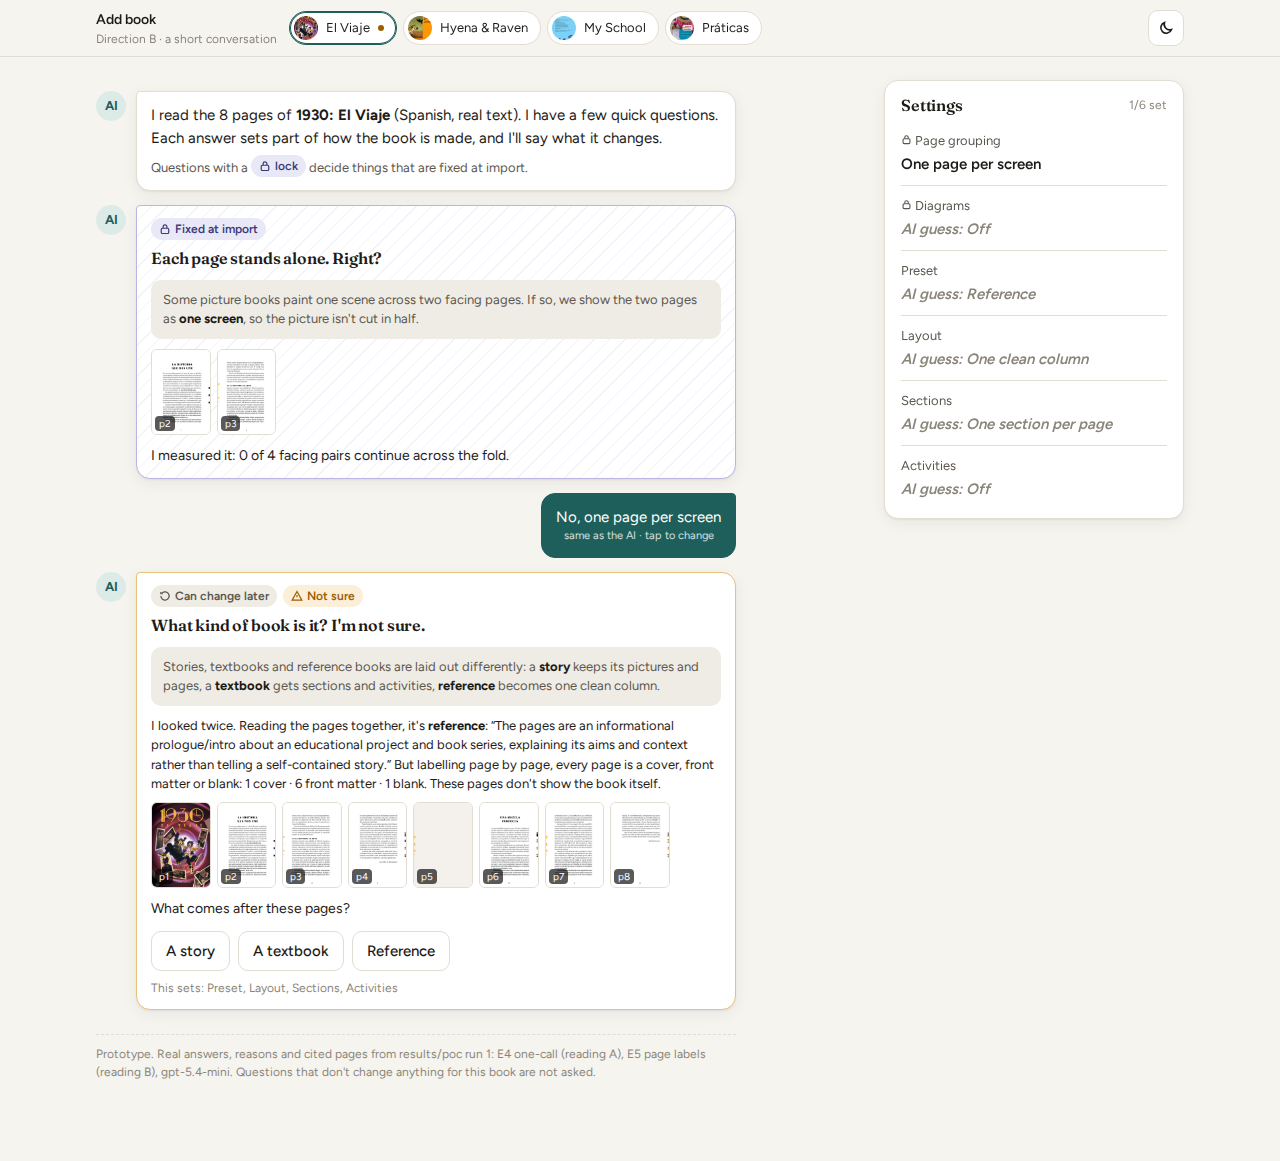 Add book
Direction B · a short conversation
El Viaje
Hyena & Raven
My School
Práticas
AI
I read the 8 pages of 1930: El Viaje (Spanish, real text). I have a few quick questions.
Each answer sets part of how the book is made, and I'll say what it changes.
Questions with a lock decide things that are fixed at import.
AI
Fixed at import
Each page stands alone. Right?
Some picture books paint one scene across two facing pages. If so, we show the two pages
as one screen, so the picture isn't cut in half.
LA HISTORIA
QUE NOS UNE
p2
p3
I measured it: 0 of 4 facing pairs continue across the fold.
No, one page per screen
same as the AI · tap to change
AI
Can change later
Not sure
What kind of book is it? I'm not sure.
Stories, textbooks and reference books are laid out differently: a story keeps its pictures and
pages, a textbook gets sections and activities, reference becomes one clean column.
I looked twice. Reading the pages together, it's reference: “The pages are an informational
prologue/intro about an educational project and book series, explaining its aims and context
rather than telling a self-contained story.” But labelling page by page, every page is a cover, front
matter or blank: 1 cover · 6 front matter · 1 blank. These pages don't show the book itself.
1930
p1
p2
p3
p4
p5
p6
p7
p8
What comes after these pages?
A story
A textbook
Reference
This sets: Preset, Layout, Sections, Activities
Prototype. Real answers, reasons and cited pages from results/poc run 1: E4 one-call (reading A), E5 page labels
(reading B), gpt-5.4-mini. Questions that don't change anything for this book are not asked.
Settings
1/6 set
Page grouping
One page per screen
Diagrams
AI guess: Off
Preset
AI guess: Reference
Layout
AI guess: One clean column
Sections
AI guess: One section per page
Activities
AI guess: Off